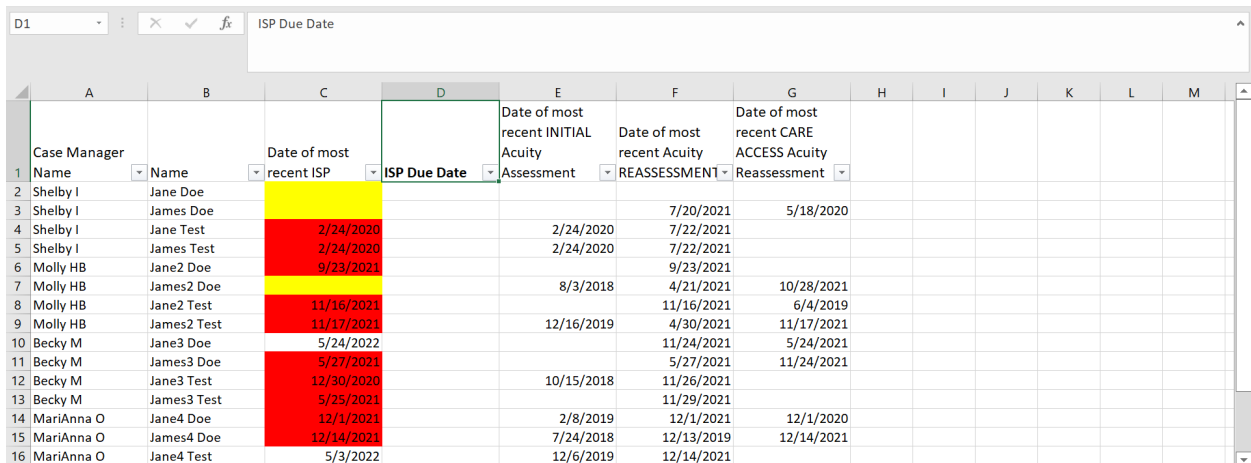 D1 fx ISP Due Date
A B C D E F G H I J K L M
Date of most Date of most
recent INITIAL Date of most recent CARE
Case Manager Date of most Acuity recent Acuity ACCESS Acuity
1 Name Name recent ISP ISP Due Date Assessment REASSESSMENT Reassessment
2 Shelby I Jane Doe
3 Shelby I James Doe 7/20/2021 5/18/2020
4 Shelby I Jane Test 2/24/2020 2/24/2020 7/22/2021
5 Shelby I James Test 2/24/2020 2/24/2020 7/22/2021
6 Molly HB Jane2 Doe 9/23/2021 9/23/2021
7 Molly HB James2 Doe 8/3/2018 4/21/2021 10/28/2021
8 Molly HB Jane2 Test 11/16/2021 11/16/2021 6/4/2019
9 Molly HB James2 Test 11/17/2021 12/16/2019 4/30/2021 11/17/2021
10 Becky M Jane3 Doe 5/24/2022 11/24/2021 5/24/2021
11 Becky M James3 Doe 5/27/2021 5/27/2021 11/24/2021
12 Becky M Jane3 Test 12/30/2020 10/15/2018 11/26/2021
13 Becky M James3 Test 5/25/2021 11/29/2021
14 MariAnna O Jane4 Doe 12/1/2021 2/8/2019 12/1/2021 12/1/2020
15 MariAnna O James4 Doe 12/14/2021 7/24/2018 12/13/2019 12/14/2021
16 MariAnna O Jane4 Test 5/3/2022 12/6/2019 12/14/2021